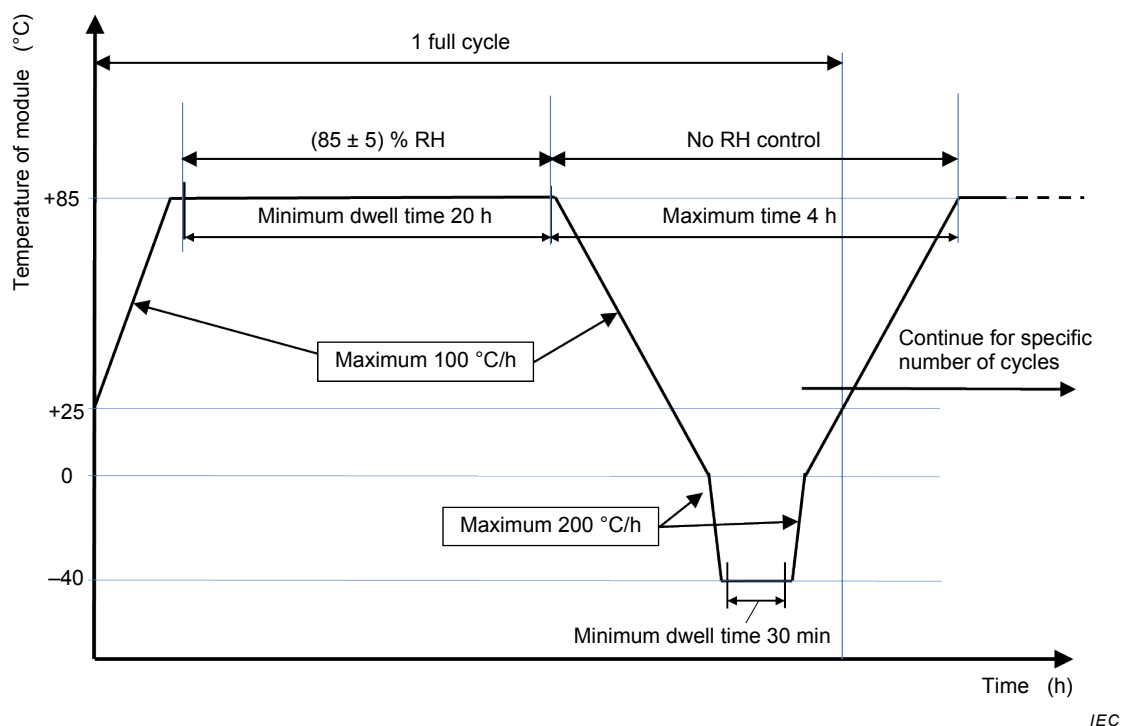 Temperature of module (°C)
1 full cycle
(85 ± 5) % RH
No RH control
+85
Minimum dwell time 20 h
Maximum time 4 h
Maximum 100 °C/h
Continue for specific
number of cycles
+25
0
Maximum 200 °C/h
–40
Minimum dwell time 30 min
Time (h)
IEC